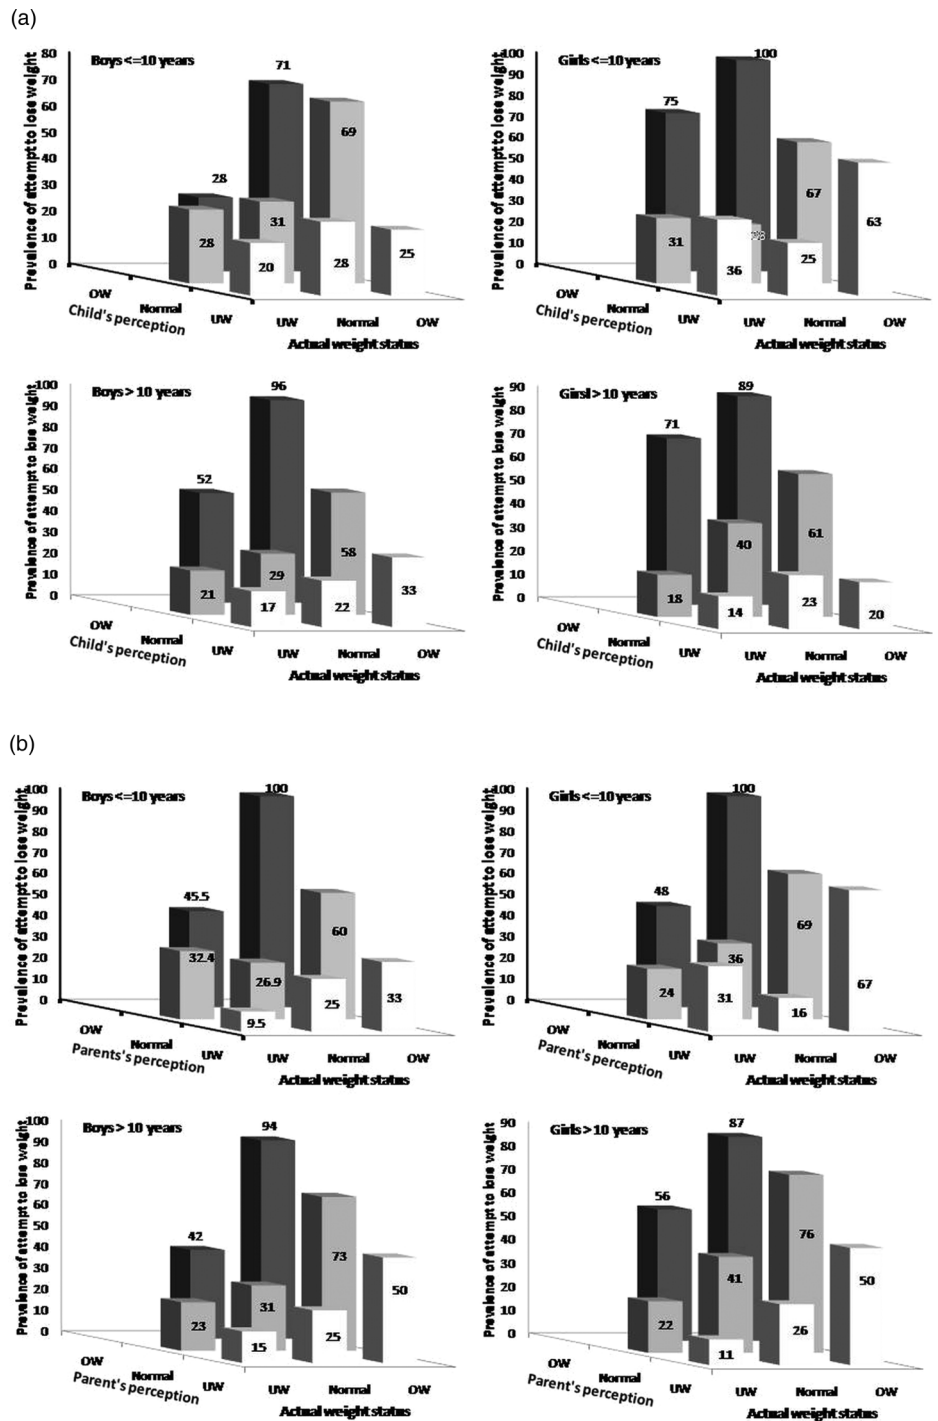 (a)
Boys <=10 years
Prevalence of attempt to lose weight
80
70
60
50
40
30
20
10
0
71
69
28
28
31
20
28
25
OW
Normal
UW
Child's perception
UW
Normal
OW
Actual weight status
Girls <=10 years
Prevalence of attempt to lose weight
100
90
80
70
60
50
40
30
20
10
0
100
75
67
63
31
36
25
OW
Normal
UW
Child's perception
UW
Normal
OW
Actual weight status
Boys > 10 years
Prevalence of attempt to lose weight
100
90
80
70
60
50
40
30
20
10
0
96
52
58
29
21
17
22
33
OW
Normal
UW
Child's perception
UW
Normal
OW
Actual weight status
Girsl > 10 years
Prevalence of attempt to lose weight
90
80
70
60
50
40
30
20
10
0
89
71
61
40
18
14
23
20
OW
Normal
UW
Child's perception
UW
Normal
OW
Actual weight status
(b)
Boys <=10 years
Prevalence of attempt to lose weight
100
90
80
70
60
50
40
30
20
10
0
100
45.5
60
32.4
26.9
9.5
25
33
OW
Normal
UW
Parents's perception
UW
Normal
OW
Actual weight status
Girls <=10 years
Prevalence of attempt to lose weight
100
90
80
70
60
50
40
30
20
10
0
100
48
69
36
24
31
16
67
OW
Normal
UW
Parent's perception
UW
Normal
OW
Actual weight status
Boys > 10 years
Prevalence of attempt to lose weight
100
90
80
70
60
50
40
30
20
10
0
94
42
73
31
23
15
25
50
OW
Normal
UW
Parent's perception
UW
Normal
OW
Actual weight status
Girls > 10 years
Prevalence of attempt to lose weight
90
80
70
60
50
40
30
20
10
0
87
56
76
41
22
11
26
50
OW
Normal
UW
Parent's perception
UW
Normal
OW
Actual weight status